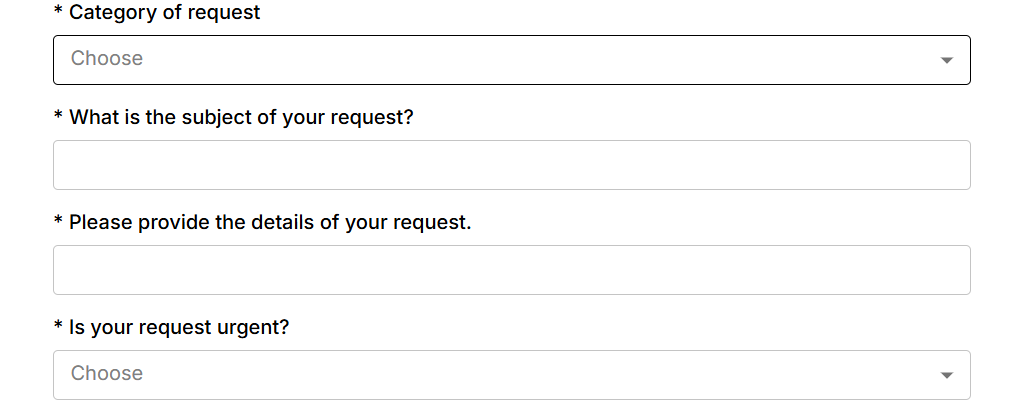 * Category of request
Choose
* What is the subject of your request?
* Please provide the details of your request.
* Is your request urgent?
Choose